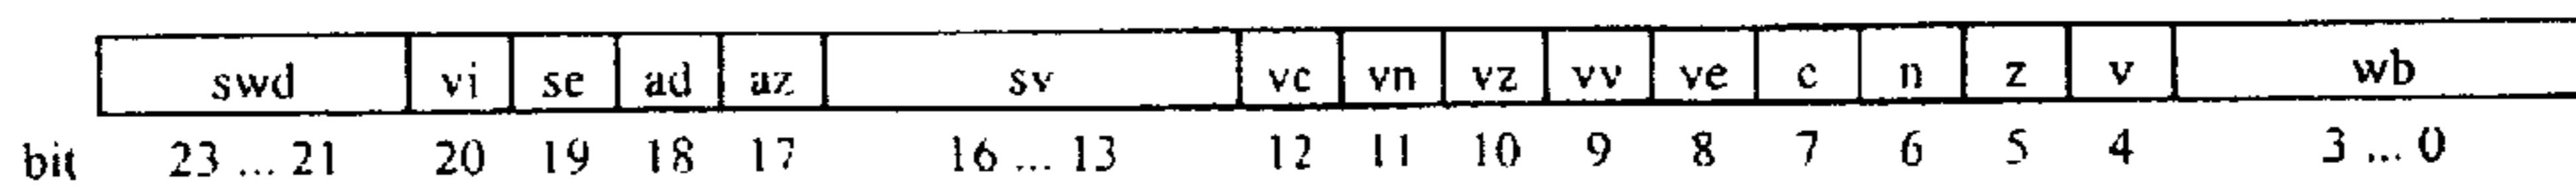 swd vi se ad az sv vc vn vz vv ve c n z v wb
bit 23 ... 21 20 19 18 17 16 ... 13 12 11 10 9 8 7 6 5 4 3 ... 0